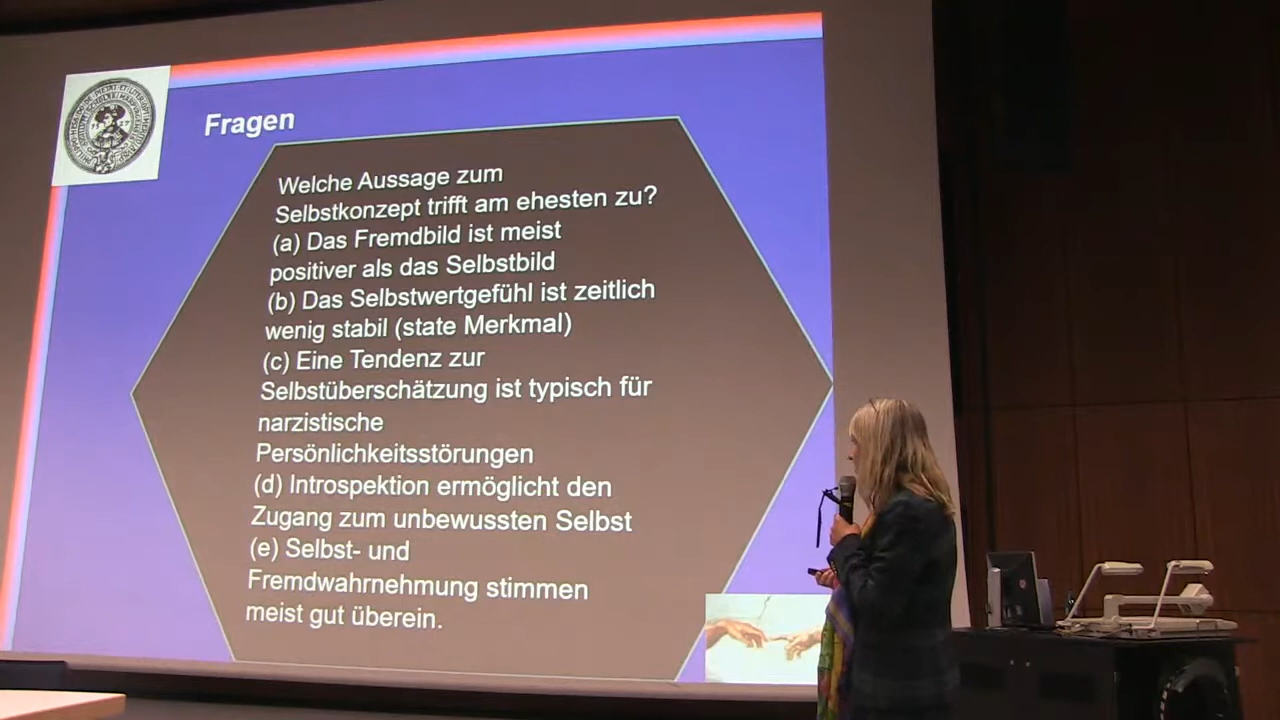 Fragen
Welche Aussage zum
Selbstkonzept trifft am ehesten zu?
(a) Das Fremdbild ist meist
positiver als das Selbstbild
(b) Das Selbstwertgefühl ist zeitlich
wenig stabil (state Merkmal)
(c) Eine Tendenz zur
Selbstüberschätzung ist typisch für
narzistische
Persönlichkeitsstörungen
(d) Introspektion ermöglicht den
Zugang zum unbewussten Selbst
(e) Selbst- und
Fremdwahrnehmung stimmen
meist gut überein.